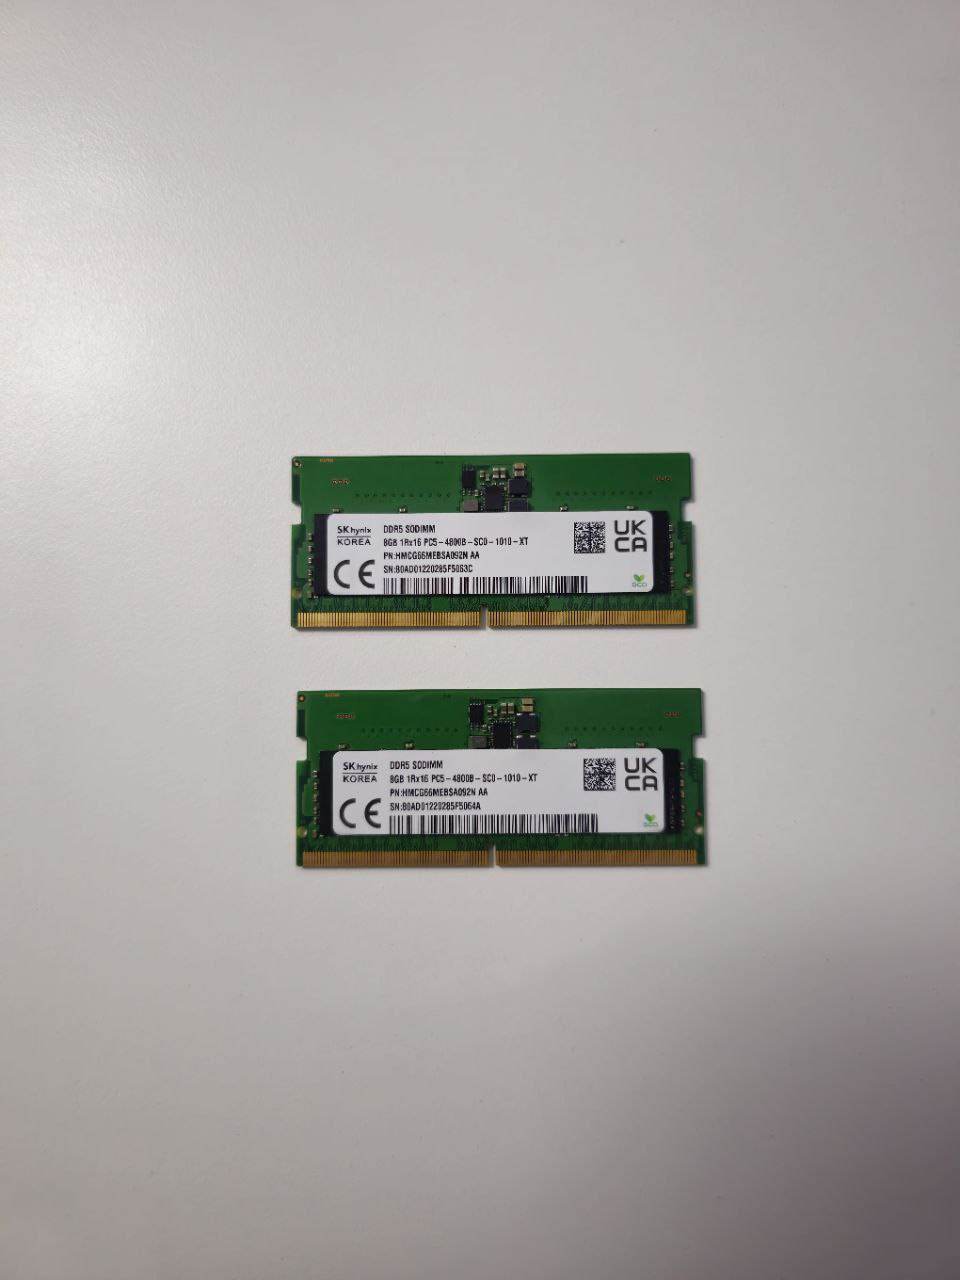 SK hynix
KOREA
DDR5 SODIMM
8GB 1Rx16 PC5-4800B-SC0-1010-XT
PN:HMCG66MEBSA092N AA
SN:80AD01220285F5063C
CE
UK
CA
ECO
SK hynix
KOREA
DDR5 SODIMM
8GB 1Rx16 PC5-4800B-SC0-1010-XT
PN:HMCG66MEBSA092N AA
SN:80AD01220285F5064A
CE
UK
CA
ECO